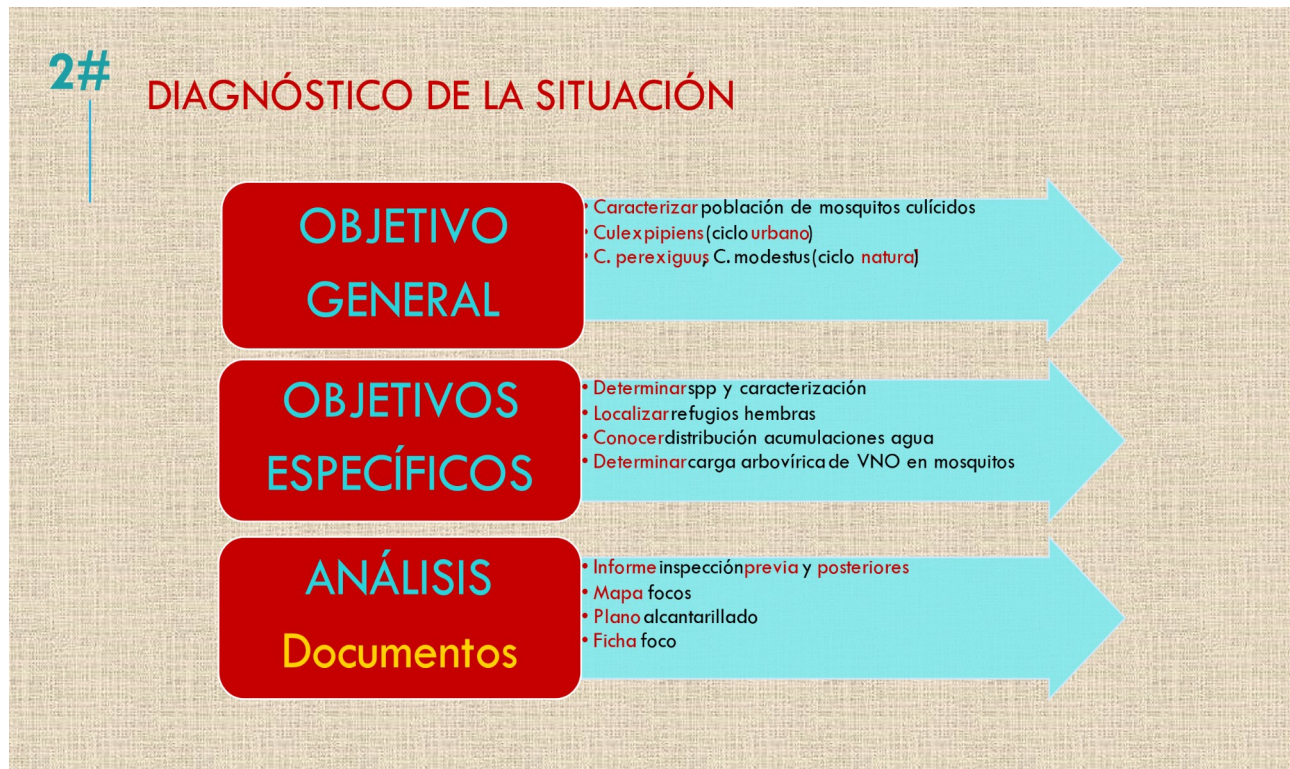 2#
DIAGNÓSTICO DE LA SITUACIÓN
OBJETIVO
GENERAL
• Caracterizar población de mosquitos culícidos
• Culex pipiens (ciclo urbano)
• C. perexiguus, C. modestus (ciclo natural)
OBJETIVOS
ESPECÍFICOS
• Determinar spp y caracterización
• Localizar refugios hembras
• Conocer distribución acumulaciones agua
• Determinar carga arbovírica de VNO en mosquitos
ANÁLISIS
Documentos
• Informe inspección previa y posteriores
• Mapa focos
• Plano alcantarillado
• Ficha foco